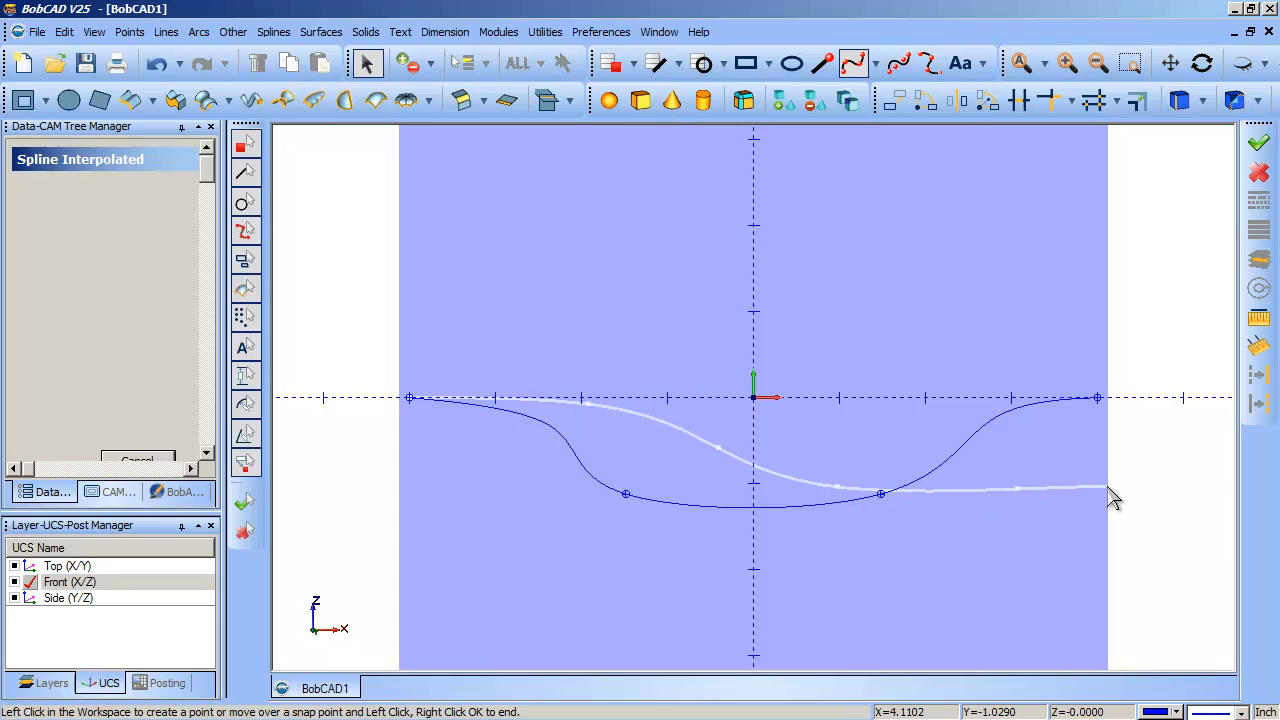 BobCAD V25 - [BobCAD1]
File Edit View Points Lines Arcs Other Splines Surfaces Solids Text Dimension Modules Utilities Preferences Window Help
ALL
Aa
Data-CAM Tree Manager
Spline Interpolated
Cancel
Data... CAM... BobA...
Layer-UCS-Post Manager
UCS Name
Top (X/Y)
Front (X/Z)
Side (Y/Z)
Layers UCS Posting
A
Z
X
BobCAD1
Left Click in the Workspace to create a point or move over a snap point and Left Click, Right Click OK to end. X=4.1102 Y=-1.0290 Z=-0.0000 Inch